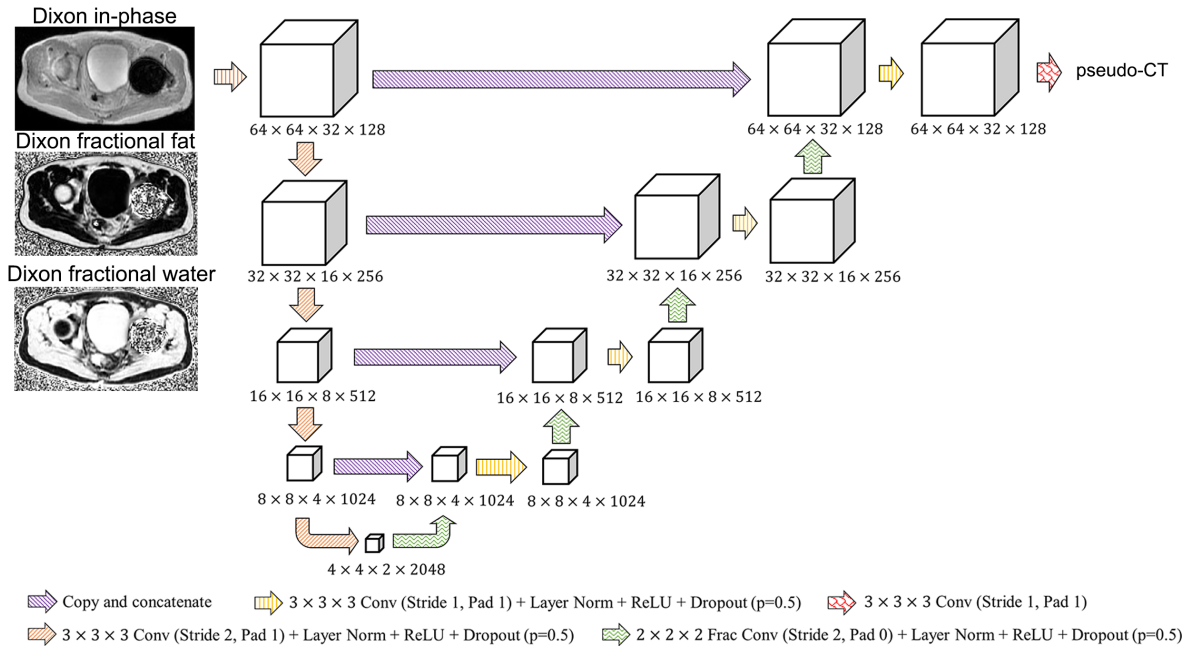 Dixon in-phase
pseudo-CT
64 × 64 × 32 × 128
64 × 64 × 32 × 128
64 × 64 × 32 × 128
Dixon fractional fat
Dixon fractional water
32 × 32 × 16 × 256
32 × 32 × 16 × 256
32 × 32 × 16 × 256
16 × 16 × 8 × 512
16 × 16 × 8 × 512
16 × 16 × 8 × 512
8 × 8 × 4 × 1024
8 × 8 × 4 × 1024
8 × 8 × 4 × 1024
4 × 4 × 2 × 2048
Copy and concatenate
3 × 3 × 3 Conv (Stride 1, Pad 1) + Layer Norm + ReLU + Dropout (p=0.5)
3 × 3 × 3 Conv (Stride 1, Pad 1)
3 × 3 × 3 Conv (Stride 2, Pad 1) + Layer Norm + ReLU + Dropout (p=0.5)
2 × 2 × 2 Frac Conv (Stride 2, Pad 0) + Layer Norm + ReLU + Dropout (p=0.5)